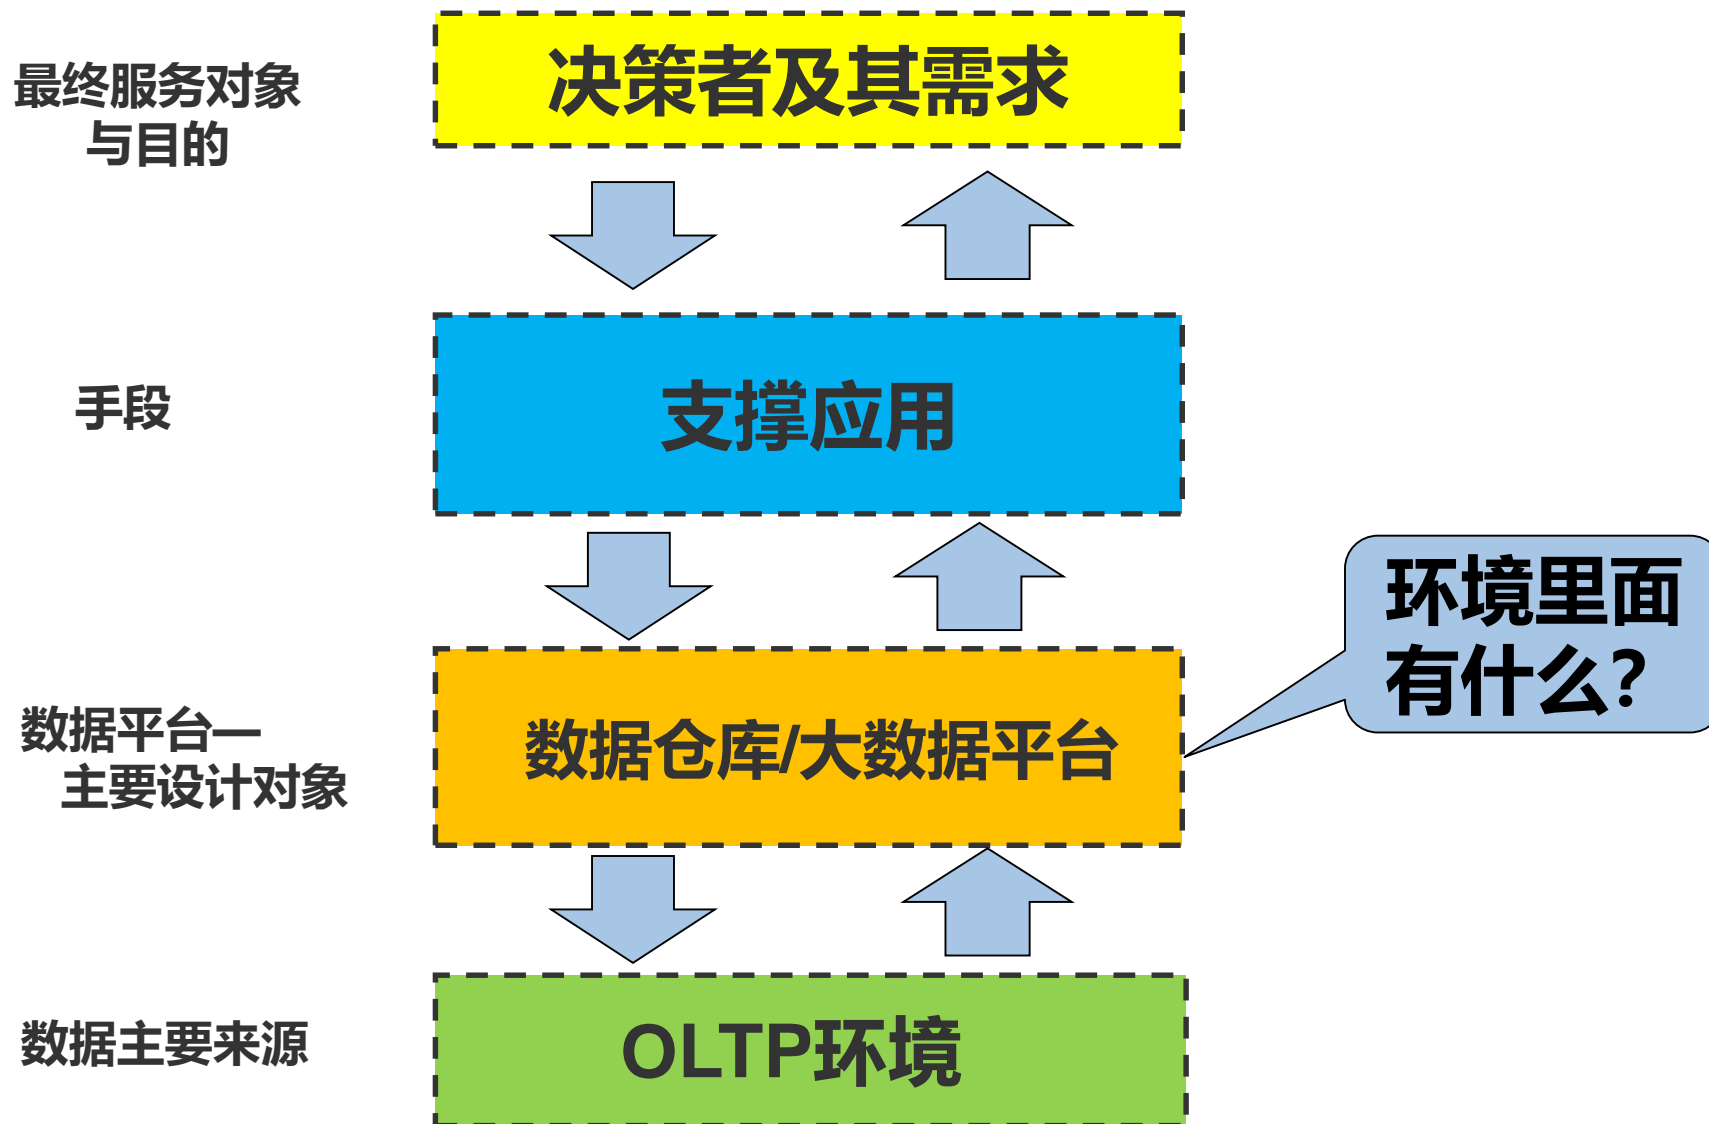 决策者及其需求
最终服务对象
与目的
支撑应用
手段
环境里面
有什么?
数据仓库/大数据平台
数据平台—
主要设计对象
OLTP环境
数据主要来源